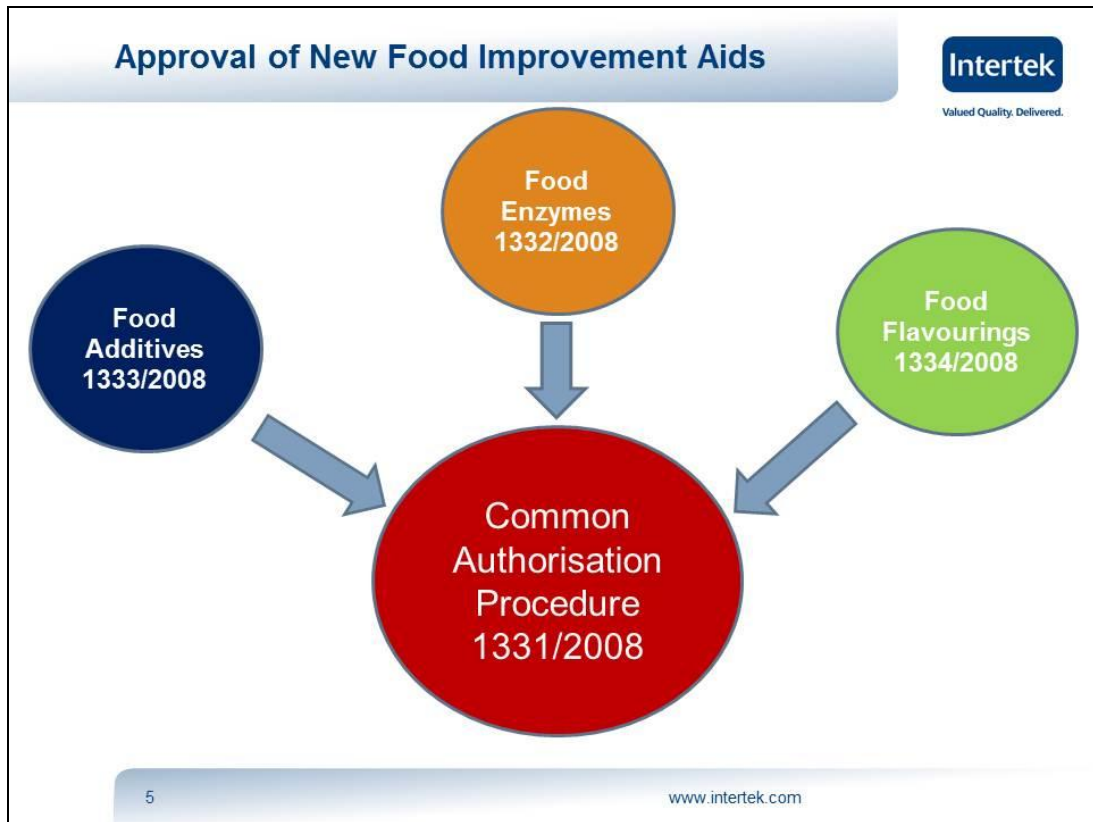 Approval of New Food Improvement Aids
Intertek
Valued Quality. Delivered.
Food
Enzymes
1332/2008
Food
Additives
1333/2008
Food
Flavourings
1334/2008
Common
Authorisation
Procedure
1331/2008
5
www.intertek.com